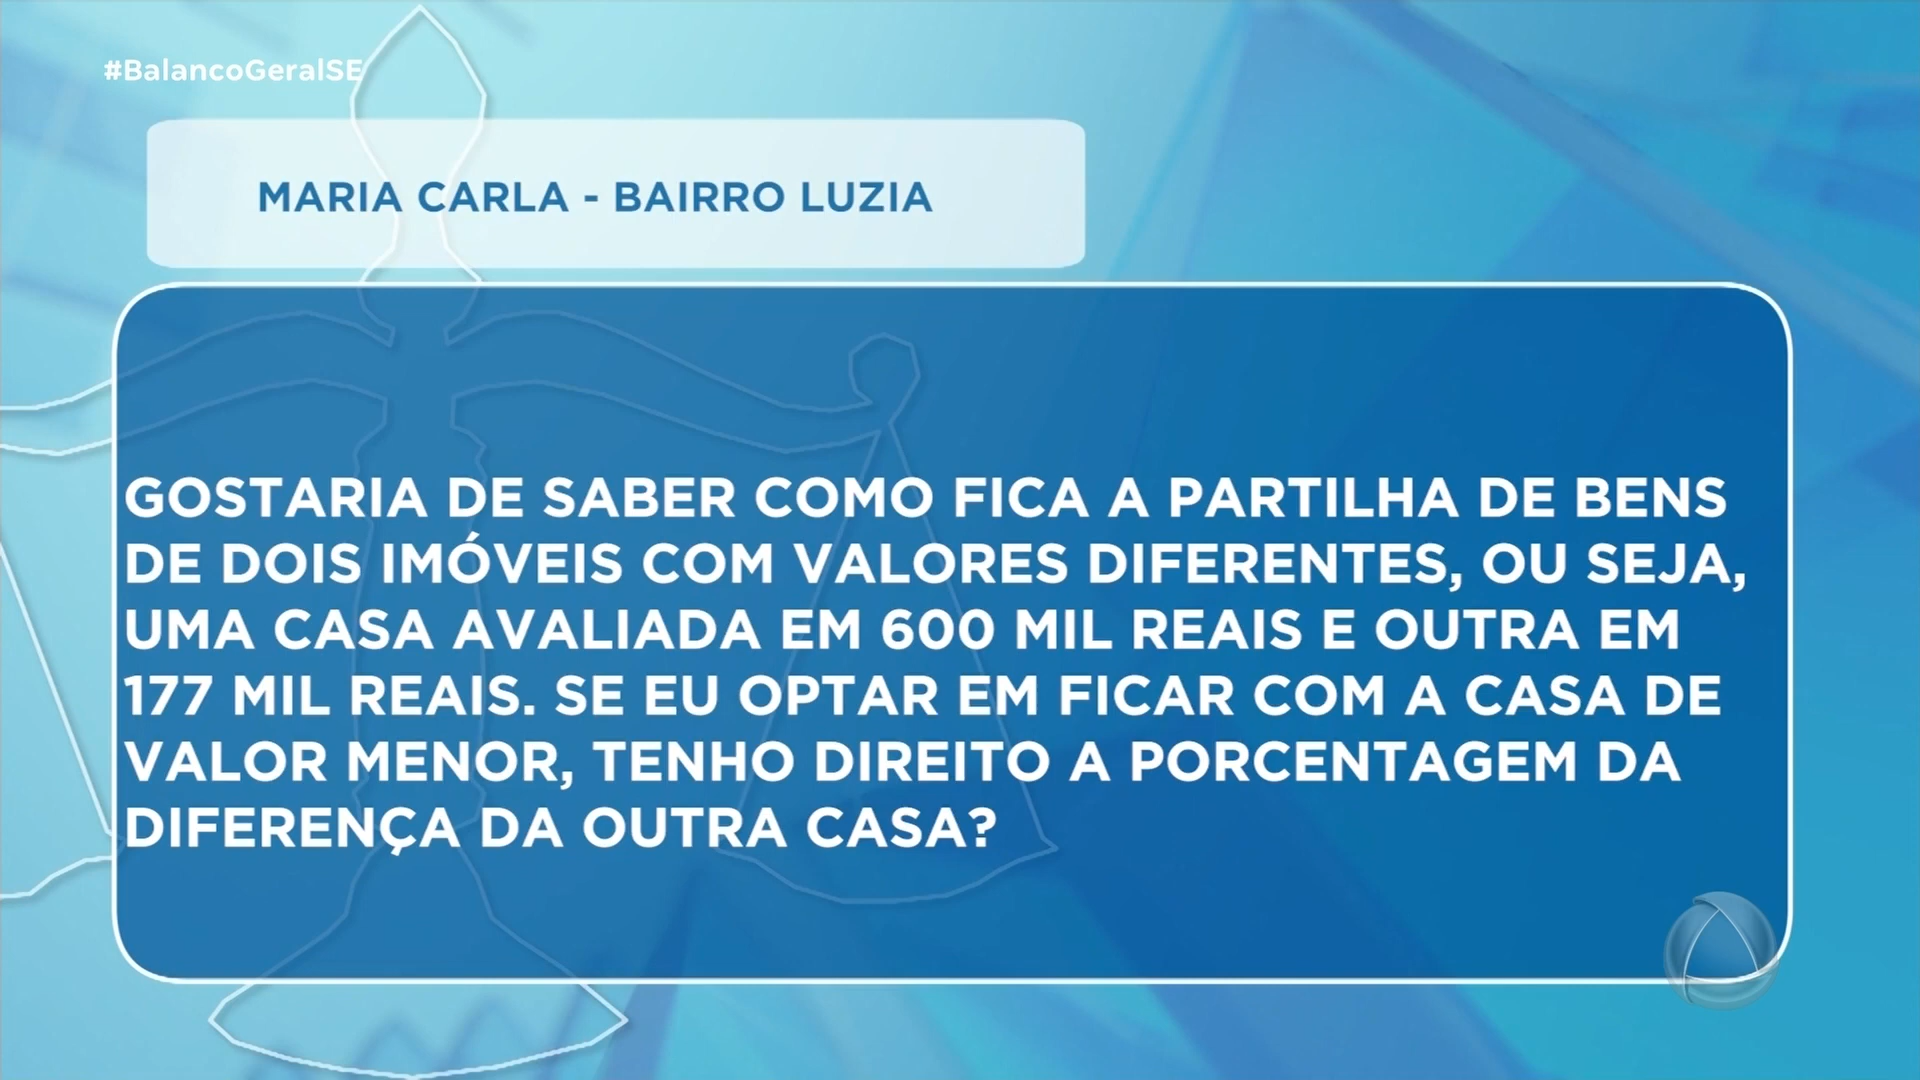 #BalancoGeralSE
MARIA CARLA - BAIRRO LUZIA
GOSTARIA DE SABER COMO FICA A PARTILHA DE BENS
DE DOIS IMÓVEIS COM VALORES DIFERENTES, OU SEJA,
UMA CASA AVALIADA EM 600 MIL REAIS E OUTRA EM
177 MIL REAIS. SE EU OPTAR EM FICAR COM A CASA DE
VALOR MENOR, TENHO DIREITO A PORCENTAGEM DA
DIFERENÇA DA OUTRA CASA?